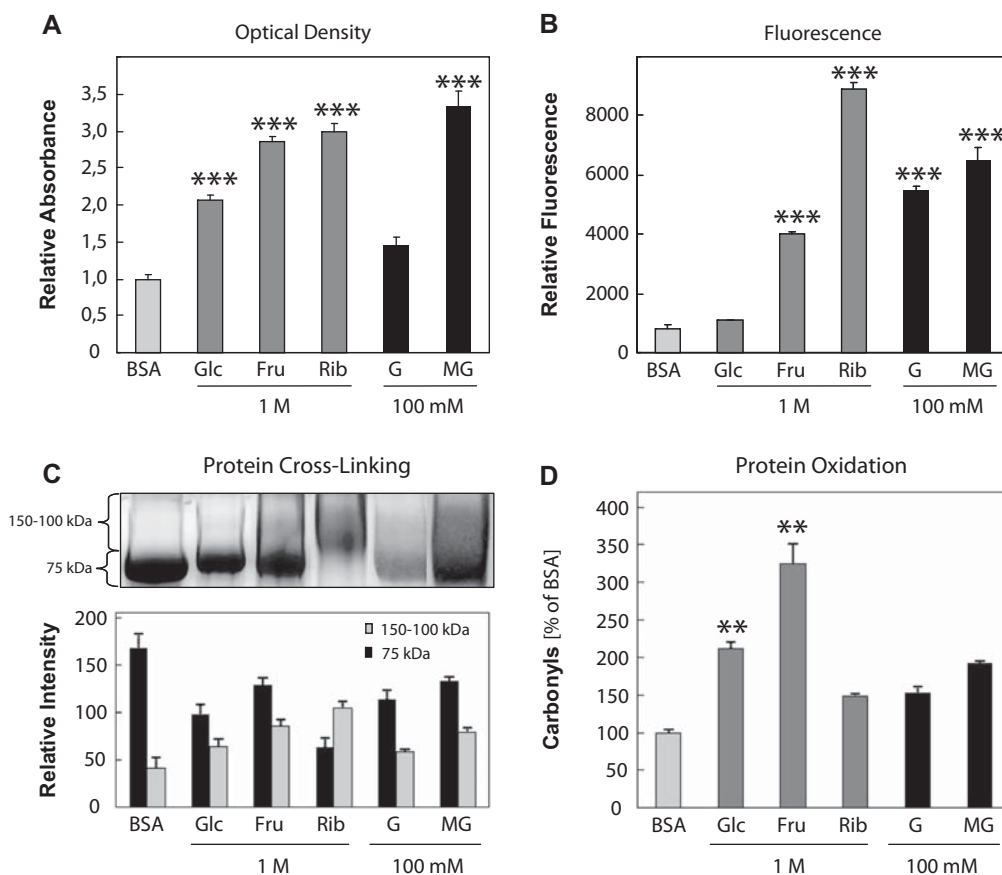 A
Optical Density
Relative Absorbance
3,5
3,0
2,5
2,0
1,5
1,0
0,5
0
***
***
***
***
BSA Glc Fru Rib G MG
1 M 100 mM
B
Fluorescence
Relative Fluorescence
8000
6000
4000
2000
0
***
***
***
***
BSA Glc Fru Rib G MG
1 M 100 mM
C
Protein Cross-Linking
150-100 kDa
75 kDa
Relative Intensity
200
150
100
50
0
150-100 kDa
75 kDa
BSA Glc Fru Rib G MG
1 M 100 mM
D
Protein Oxidation
Carbonyls [% of BSA]
400
350
300
250
200
150
100
50
0
**
**
BSA Glc Fru Rib G MG
1 M 100 mM